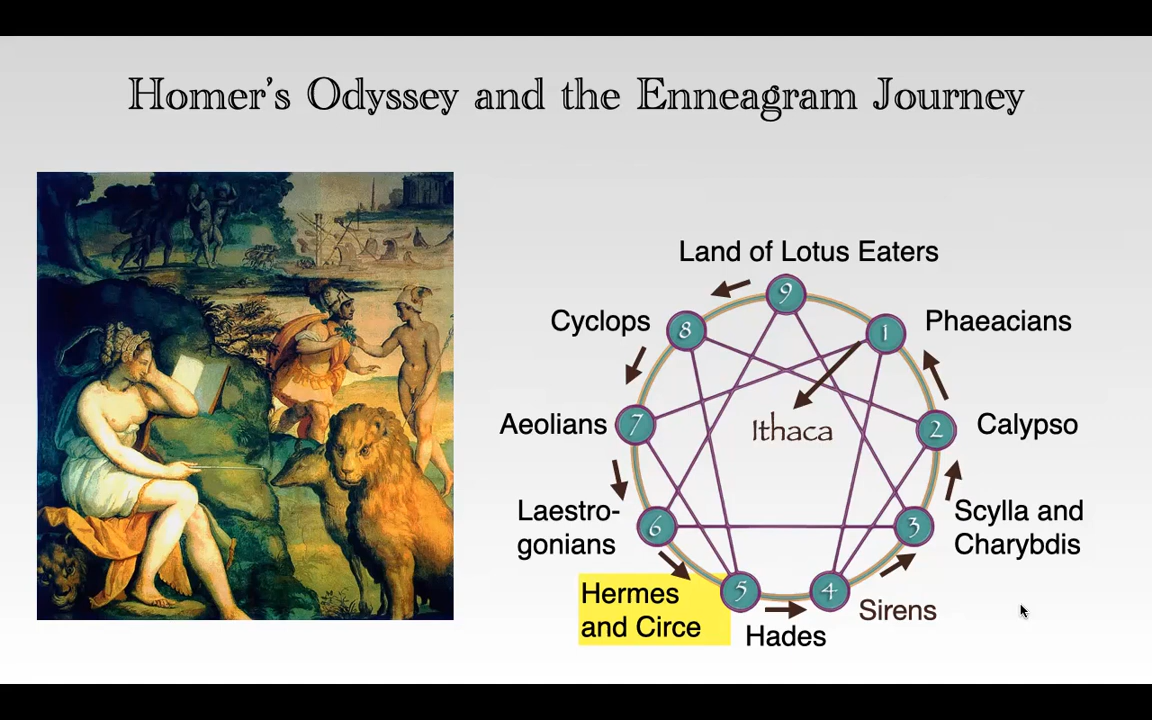 Homer's Odyssey and the Enneagram Journey
Land of Lotus Eaters
9
Cyclops
8
1
Phaeacians
Aeolians
7
Ithaca
2
Calypso
Laestro-
gonians
6
3
Scylla and
Charybdis
Hermes
and Circe
5
4
Sirens
Hades